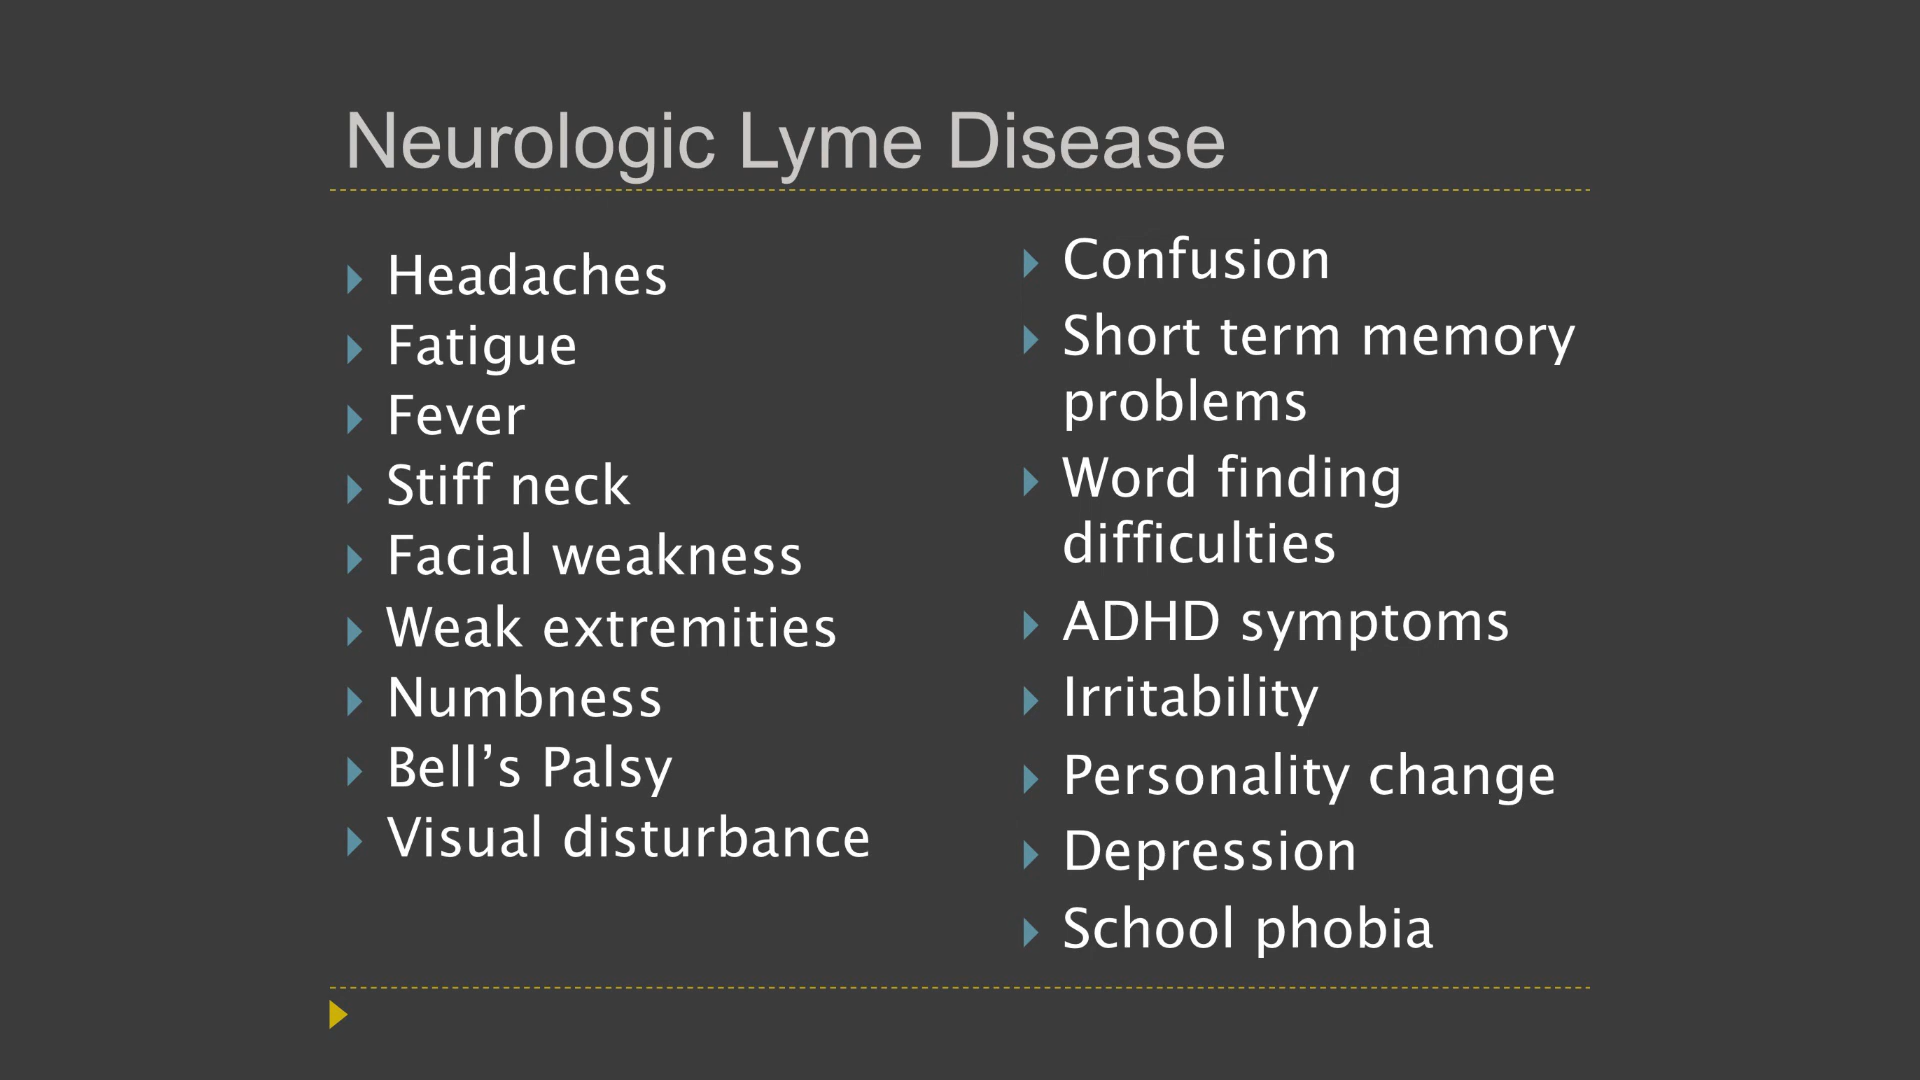 Neurologic Lyme Disease
Headaches
Fatigue
Fever
Stiff neck
Facial weakness
Weak extremities
Numbness
Bell’s Palsy
Visual disturbance
Confusion
Short term memory
problems
Word finding
difficulties
ADHD symptoms
Irritability
Personality change
Depression
School phobia